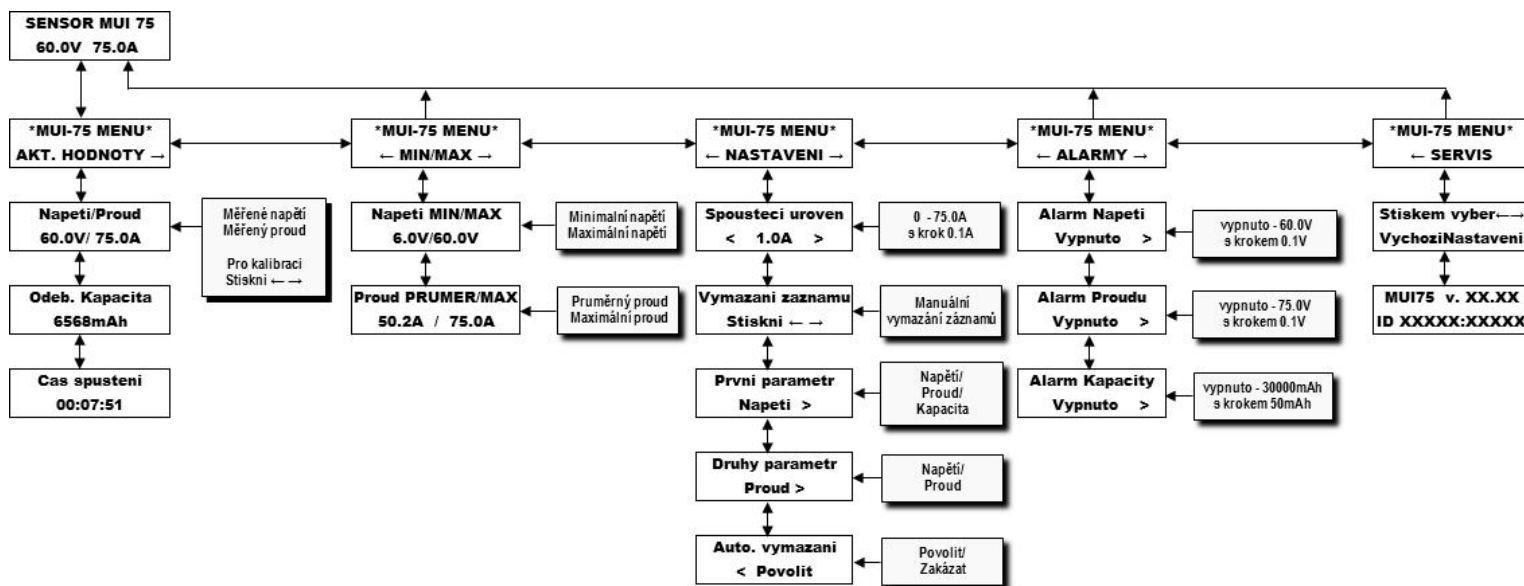 SENSOR MUI 75
60.0V 75.0A
*MUI-75 MENU*
AKT. HODNOTY →
*MUI-75 MENU*
← MIN/MAX →
*MUI-75 MENU*
← NASTAVENI →
*MUI-75 MENU*
← ALARMY →
*MUI-75 MENU*
← SERVIS
Napeti/Proud
60.0V/ 75.0A
Měřené napětí
Měřený proud
Pro kalibraci
Stiskni ← →
Odeb. Kapacita
6568mAh
Cas spusteni
00:07:51
Napeti MIN/MAX
6.0V/60.0V
Minimalní napětí
Maximální napětí
Proud PRUMER/MAX
50.2A / 75.0A
Pruměrný proud
Maximální proud
Spousteci uroven
< 1.0A >
0 - 75.0A
s krok 0.1A
Vymazani zaznamu
Stiskni ← →
Manuální
vymazání záznamů
Prvni parametr
Napeti >
Napětí/
Proud/
Kapacita
Druhy parametr
Proud >
Napětí/
Proud
Auto. vymazani
< Povolit
Povolit/
Zakázat
Alarm Napeti
Vypnuto >
vypnuto - 60.0V
s krokem 0.1V
Alarm Proudu
Vypnuto >
vypnuto - 75.0V
s krokem 0.1V
Alarm Kapacity
Vypnuto >
vypnuto - 30000mAh
s krokem 50mAh
Stiskem vyber←→
VychoziNastaveni
MUI75 v. XX.XX
ID XXXXX:XXXXX